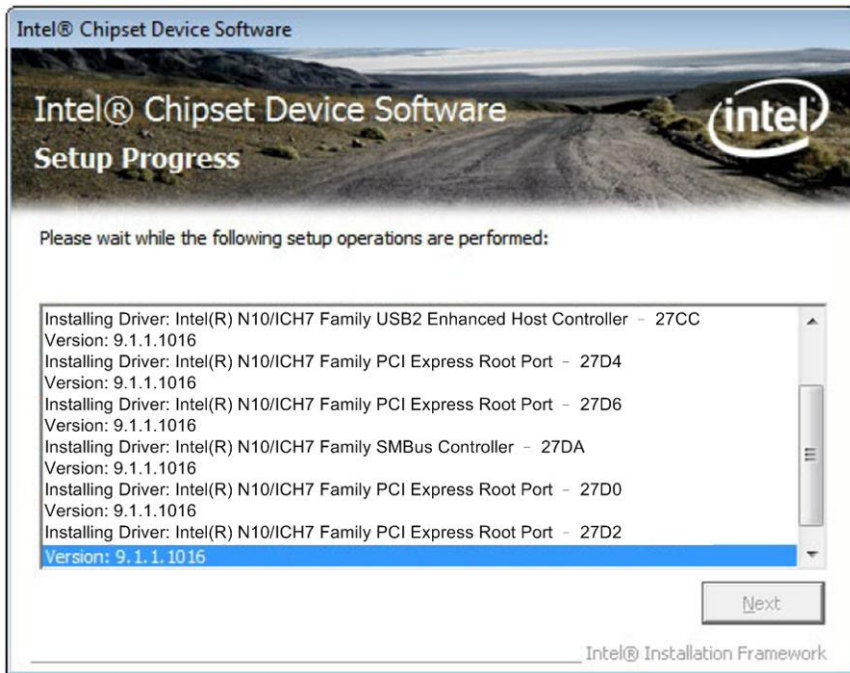 Intel® Chipset Device Software
Intel® Chipset Device Software
intel
Setup Progress
Please wait while the following setup operations are performed:
Installing Driver: Intel(R) N10/ICH7 Family USB2 Enhanced Host Controller - 27CC
Version: 9.1.1.1016
Installing Driver: Intel(R) N10/ICH7 Family PCI Express Root Port - 27D4
Version: 9.1.1.1016
Installing Driver: Intel(R) N10/ICH7 Family PCI Express Root Port - 27D6
Version: 9.1.1.1016
Installing Driver: Intel(R) N10/ICH7 Family SMBus Controller - 27DA
Version: 9.1.1.1016
Installing Driver: Intel(R) N10/ICH7 Family PCI Express Root Port - 27D0
Version: 9.1.1.1016
Installing Driver: Intel(R) N10/ICH7 Family PCI Express Root Port - 27D2
Version: 9.1.1.1016
Next
Intel® Installation Framework